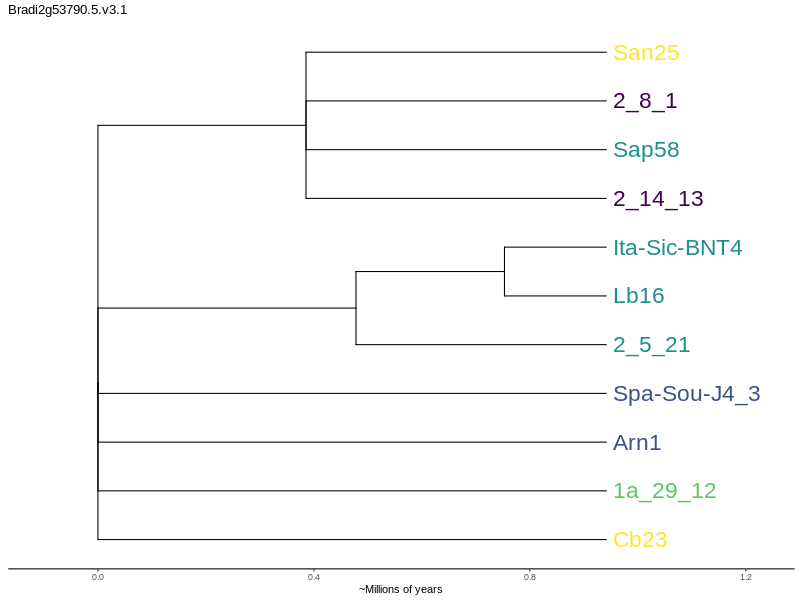 Bradi2g53790.5.v3.1
San25
2_8_1
Sap58
2_14_13
Ita-Sic-BNT4
Lb16
2_5_21
Spa-Sou-J4_3
Arn1
1a_29_12
Cb23
0.0 0.4 0.8 1.2
~Millions of years